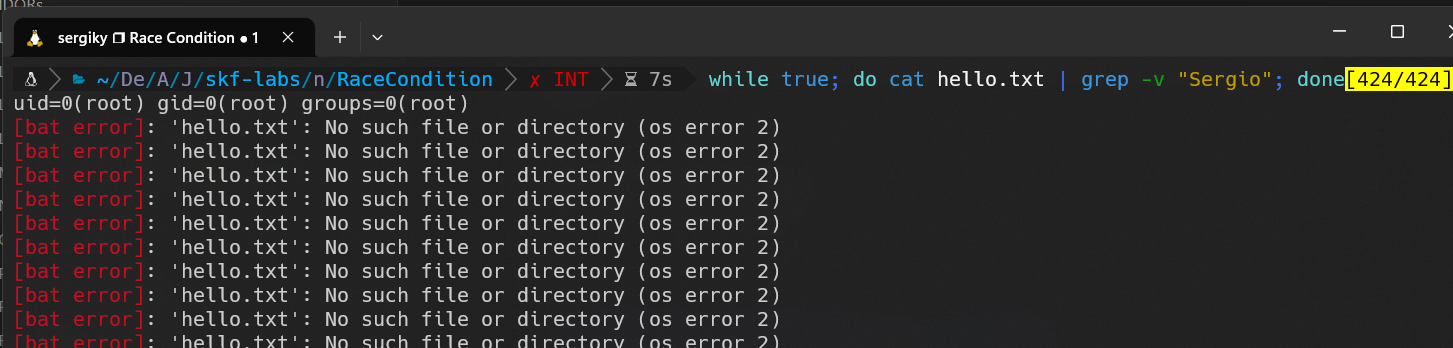 DORs
sergiky Race Condition ● 1
~/De/A/J/skf-labs/n/RaceCondition ✗ INT 7s while true; do cat hello.txt | grep -v "Sergio"; done[424/424]
uid=0(root) gid=0(root) groups=0(root)
[bat error]: 'hello.txt': No such file or directory (os error 2)
[bat error]: 'hello.txt': No such file or directory (os error 2)
[bat error]: 'hello.txt': No such file or directory (os error 2)
[bat error]: 'hello.txt': No such file or directory (os error 2)
[bat error]: 'hello.txt': No such file or directory (os error 2)
[bat error]: 'hello.txt': No such file or directory (os error 2)
[bat error]: 'hello.txt': No such file or directory (os error 2)
[bat error]: 'hello.txt': No such file or directory (os error 2)
[bat error]: 'hello.txt': No such file or directory (os error 2)
[bat error]: 'hello.txt': No such file or directory (os error 2)